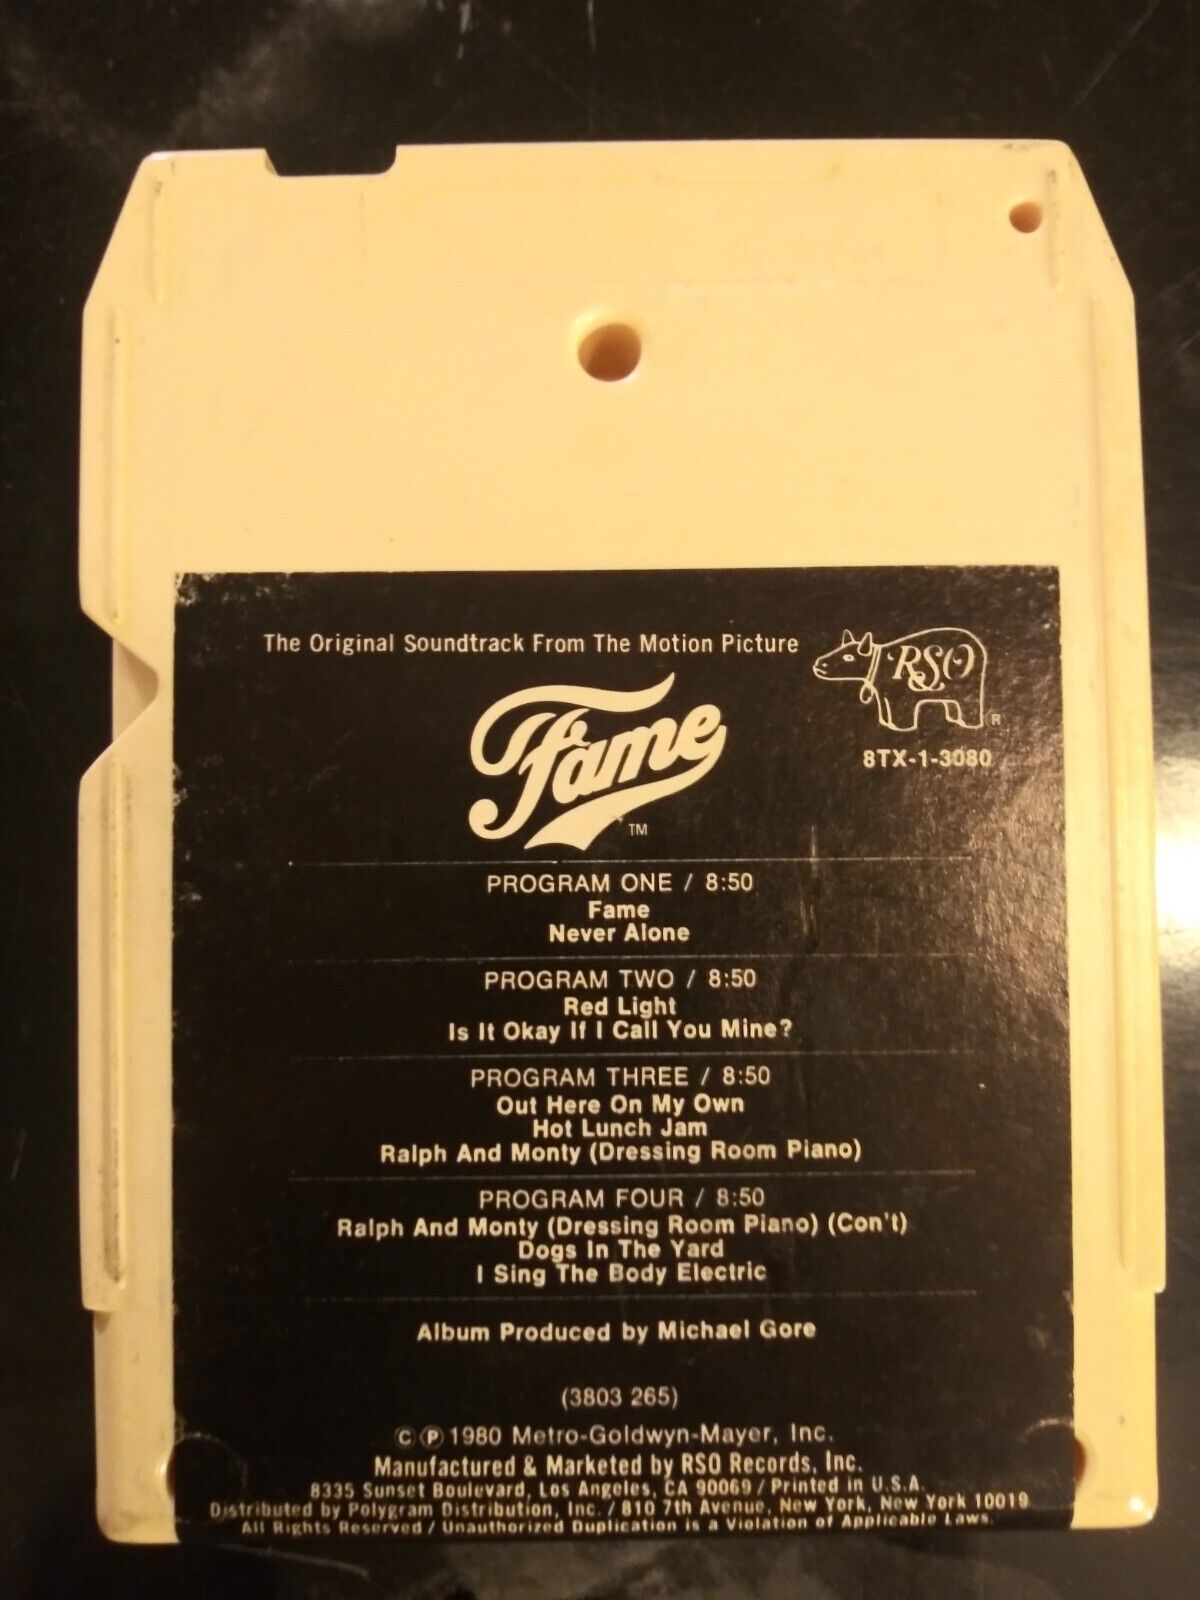 The Original Soundtrack From The Motion Picture
RSO
®
8TX-1-3080
Fame
TM
PROGRAM ONE / 8:50
Fame
Never Alone
PROGRAM TWO / 8:50
Red Light
Is It Okay If I Call You Mine?
PROGRAM THREE / 8:50
Out Here On My Own
Hot Lunch Jam
Ralph And Monty (Dressing Room Piano)
PROGRAM FOUR / 8:50
Ralph And Monty (Dressing Room Piano) (Con't)
Dogs In The Yard
I Sing The Body Electric
Album Produced by Michael Gore
(3803 265)
© ℗ 1980 Metro-Goldwyn-Mayer, Inc.
Manufactured & Marketed by RSO Records, Inc.
8335 Sunset Boulevard, Los Angeles, CA 90069 / Printed in U.S.A.
Distributed by Polygram Distribution, Inc. / 810 7th Avenue, New York, New York 10019
All Rights Reserved / Unauthorized Duplication is a Violation of Applicable Laws.